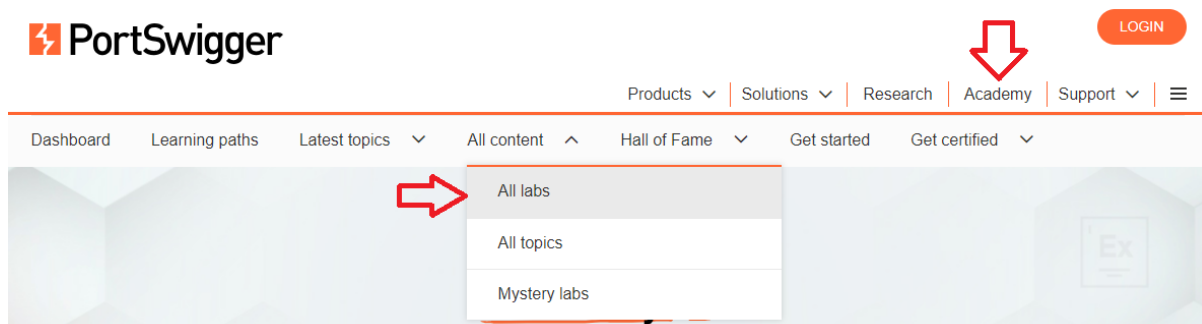 PortSwigger
LOGIN
Products Solutions Research Academy Support
Dashboard Learning paths Latest topics All content Hall of Fame Get started Get certified
All labs
All topics
Mystery labs
Ex